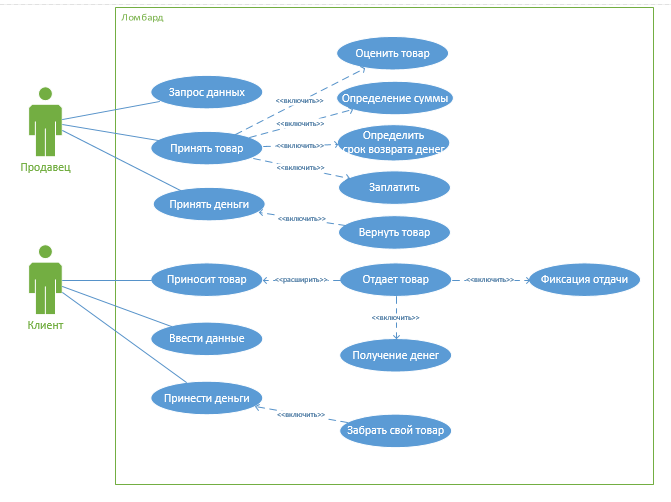 Ломбард
Оценить товар
Запрос данных
<<включить>>
Определение суммы
<<включить>>
Продавец
Принять товар
<<включить>>
Определить
срок возврата денег
<<включить>>
Заплатить
Принять деньги
<<включить>>
Вернуть товар
Клиент
Приносит товар
<<расширить>>
Отдает товар
<<включить>>
Фиксация отдачи
<<включить>>
Ввести данные
Получение денег
Принести деньги
<<включить>>
Забрать свой товар